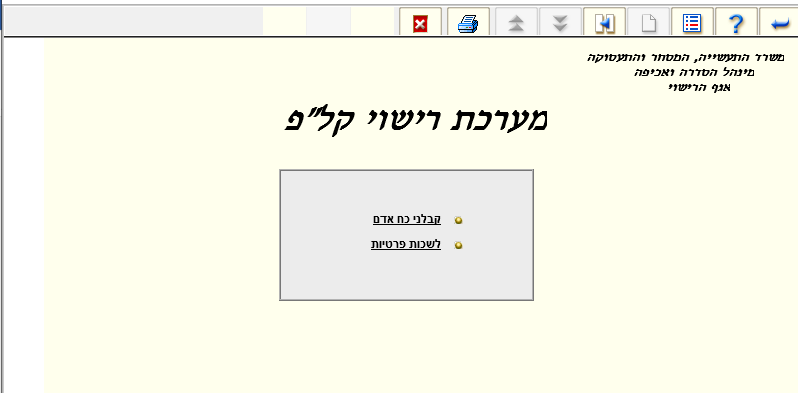 משרד התעשייה, המסחר והתעסוקה
מינהל הסדרה ואכיפה
אגף הרישוי
מערכת רישוי קל"פ
קבלני כח אדם
לשכות פרטיות